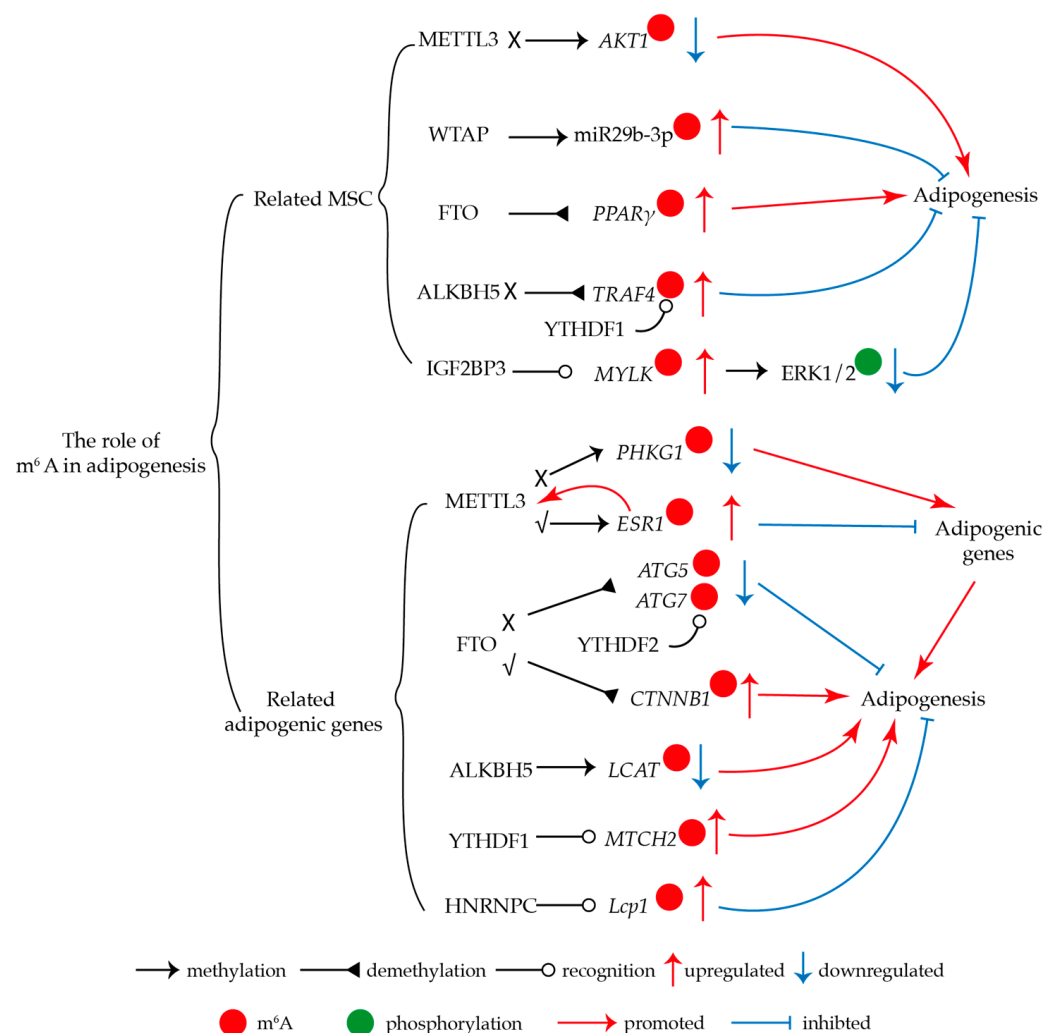 METTL3 X AKT1
WTAP miR29b-3p
Related MSC
Adipogenesis
FTO PPARγ
ALKBH5 X TRAF4
YTHDF1
IGF2BP3 MYLK ERK1/2
The role of
m⁶A in adipogenesis
PHKG1
X
METTL3
√ ESR1
Adipogenic
genes
ATG5
ATG7
X
FTO YTHDF2
√
Related
adipogenic genes
CTNNB1 Adipogenesis
ALKBH5 LCAT
YTHDF1 MTCH2
HNRNPC Lcp1
methylation demethylation recognition upregulated downregulated
m⁶A phosphorylation promoted inhibted